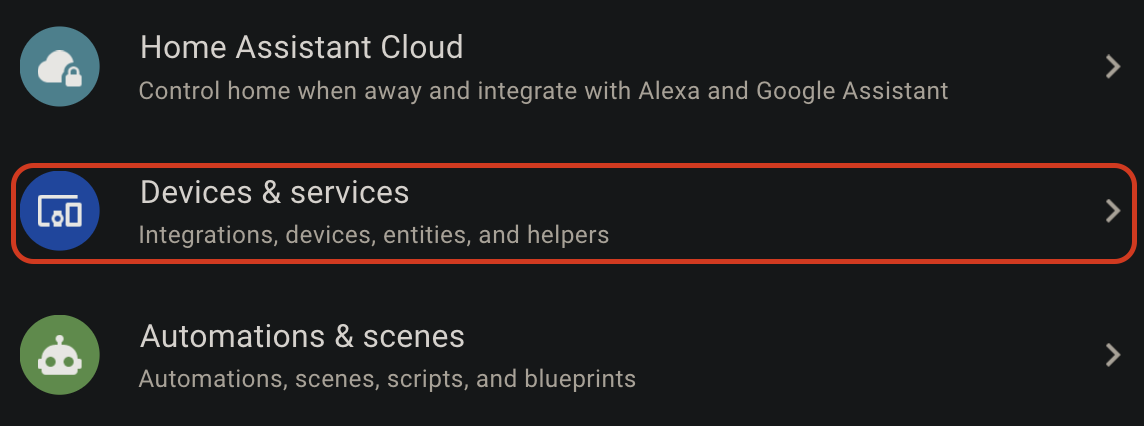 Home Assistant Cloud
Control home when away and integrate with Alexa and Google Assistant
Devices & services
Integrations, devices, entities, and helpers
Automations & scenes
Automations, scenes, scripts, and blueprints